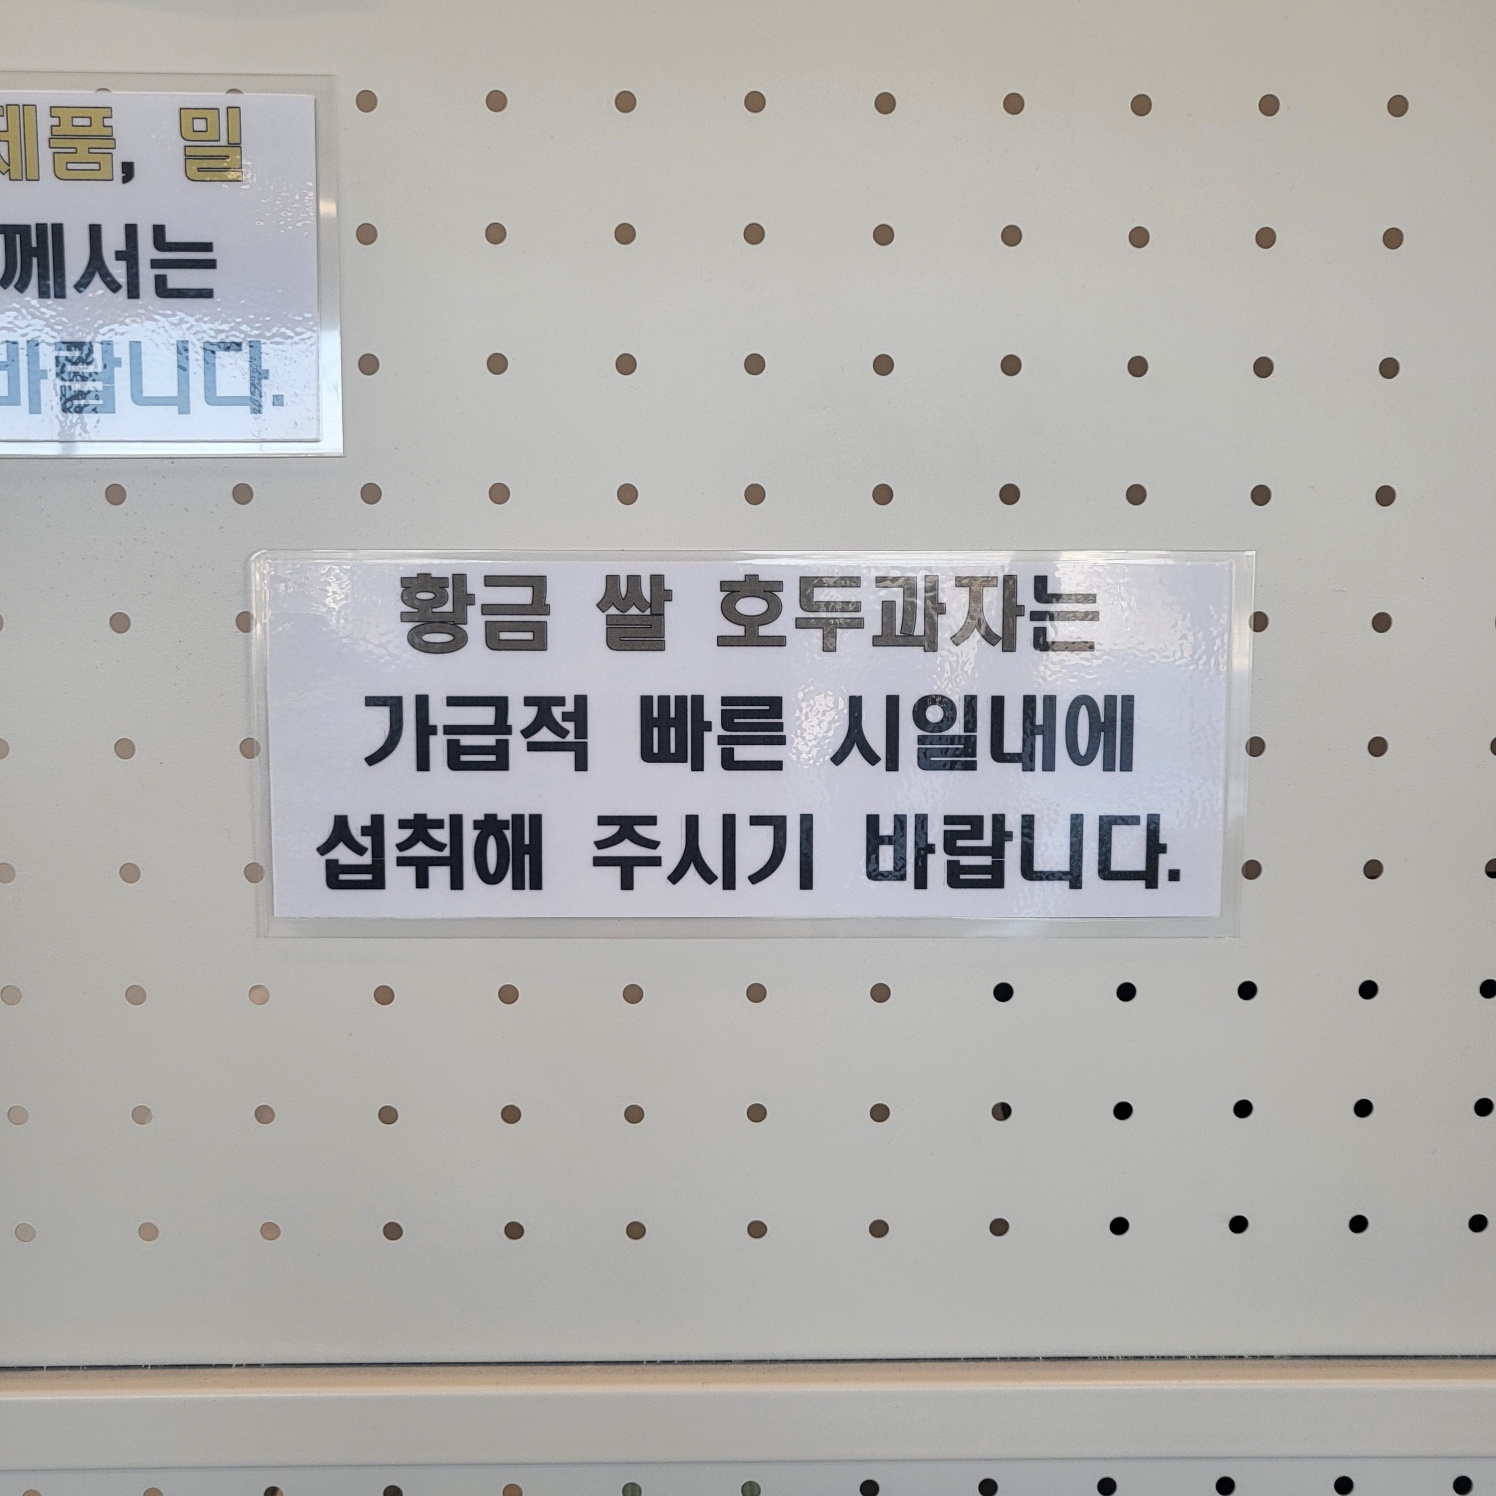 제품, 밀
께서는
바랍니다.
황금 쌀 호두과자는
가급적 빠른 시일내에
섭취해 주시기 바랍니다.